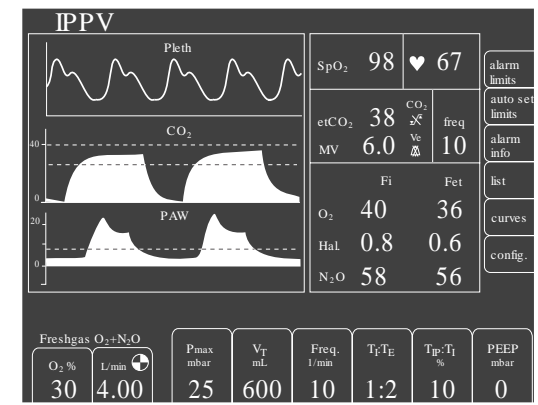 IPPV
Pleth
CO₂
40
0
PAW
20
0
SpO₂ 98 ♥ 67
etCO₂ 38 CO₂ freq
MV 6.0 Ve 10
Fi Fet
O₂ 40 36
Hal. 0.8 0.6
N₂O 58 56
alarm
limits
auto set
limits
alarm
info
list
curves
config.
Freshgas O₂+N₂O
O₂ % L/min
30 4.00
Pmax
mbar
25
V_T
mL
600
Freq.
1/min
10
T_I:T_E
1:2
T_IP:T_I
%
10
PEEP
mbar
0